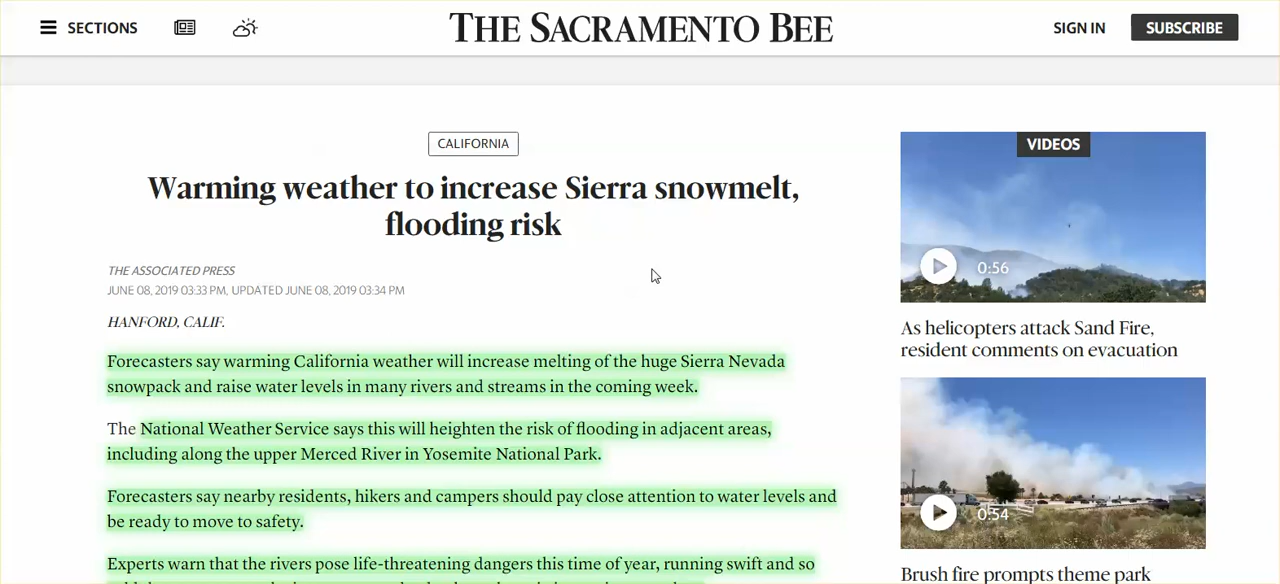 SECTIONS
THE SACRAMENTO BEE
SIGN IN
SUBSCRIBE
CALIFORNIA
Warming weather to increase Sierra snowmelt,
flooding risk
THE ASSOCIATED PRESS
JUNE 08, 2019 03:33 PM, UPDATED JUNE 08, 2019 03:34 PM
HANFORD, CALIF.
Forecasters say warming California weather will increase melting of the huge Sierra Nevada
snowpack and raise water levels in many rivers and streams in the coming week.
The National Weather Service says this will heighten the risk of flooding in adjacent areas,
including along the upper Merced River in Yosemite National Park.
Forecasters say nearby residents, hikers and campers should pay close attention to water levels and
be ready to move to safety.
Experts warn that the rivers pose life-threatening dangers this time of year, running swift and so
VIDEOS
0:56
As helicopters attack Sand Fire,
resident comments on evacuation
0:54
Brush fire prompts theme park